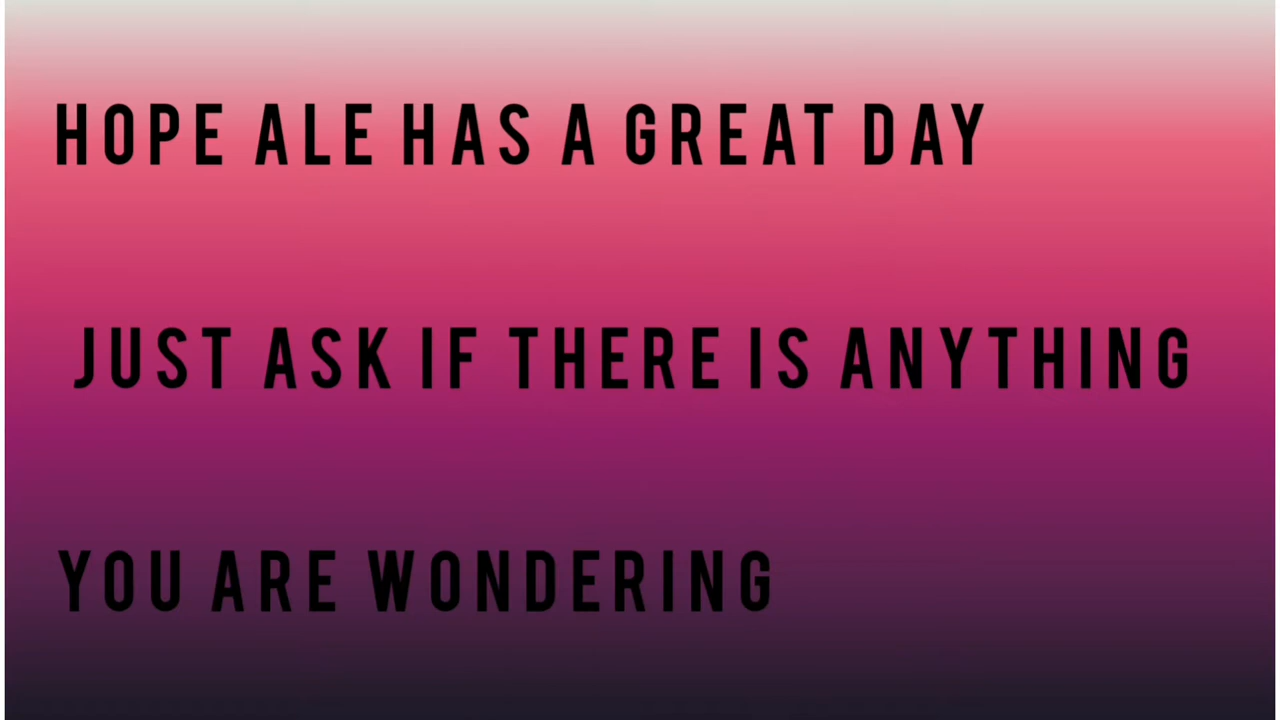 HOPE ALE HAS A GREAT DAY
JUST ASK IF THERE IS ANYTHING
YOU ARE WONDERING